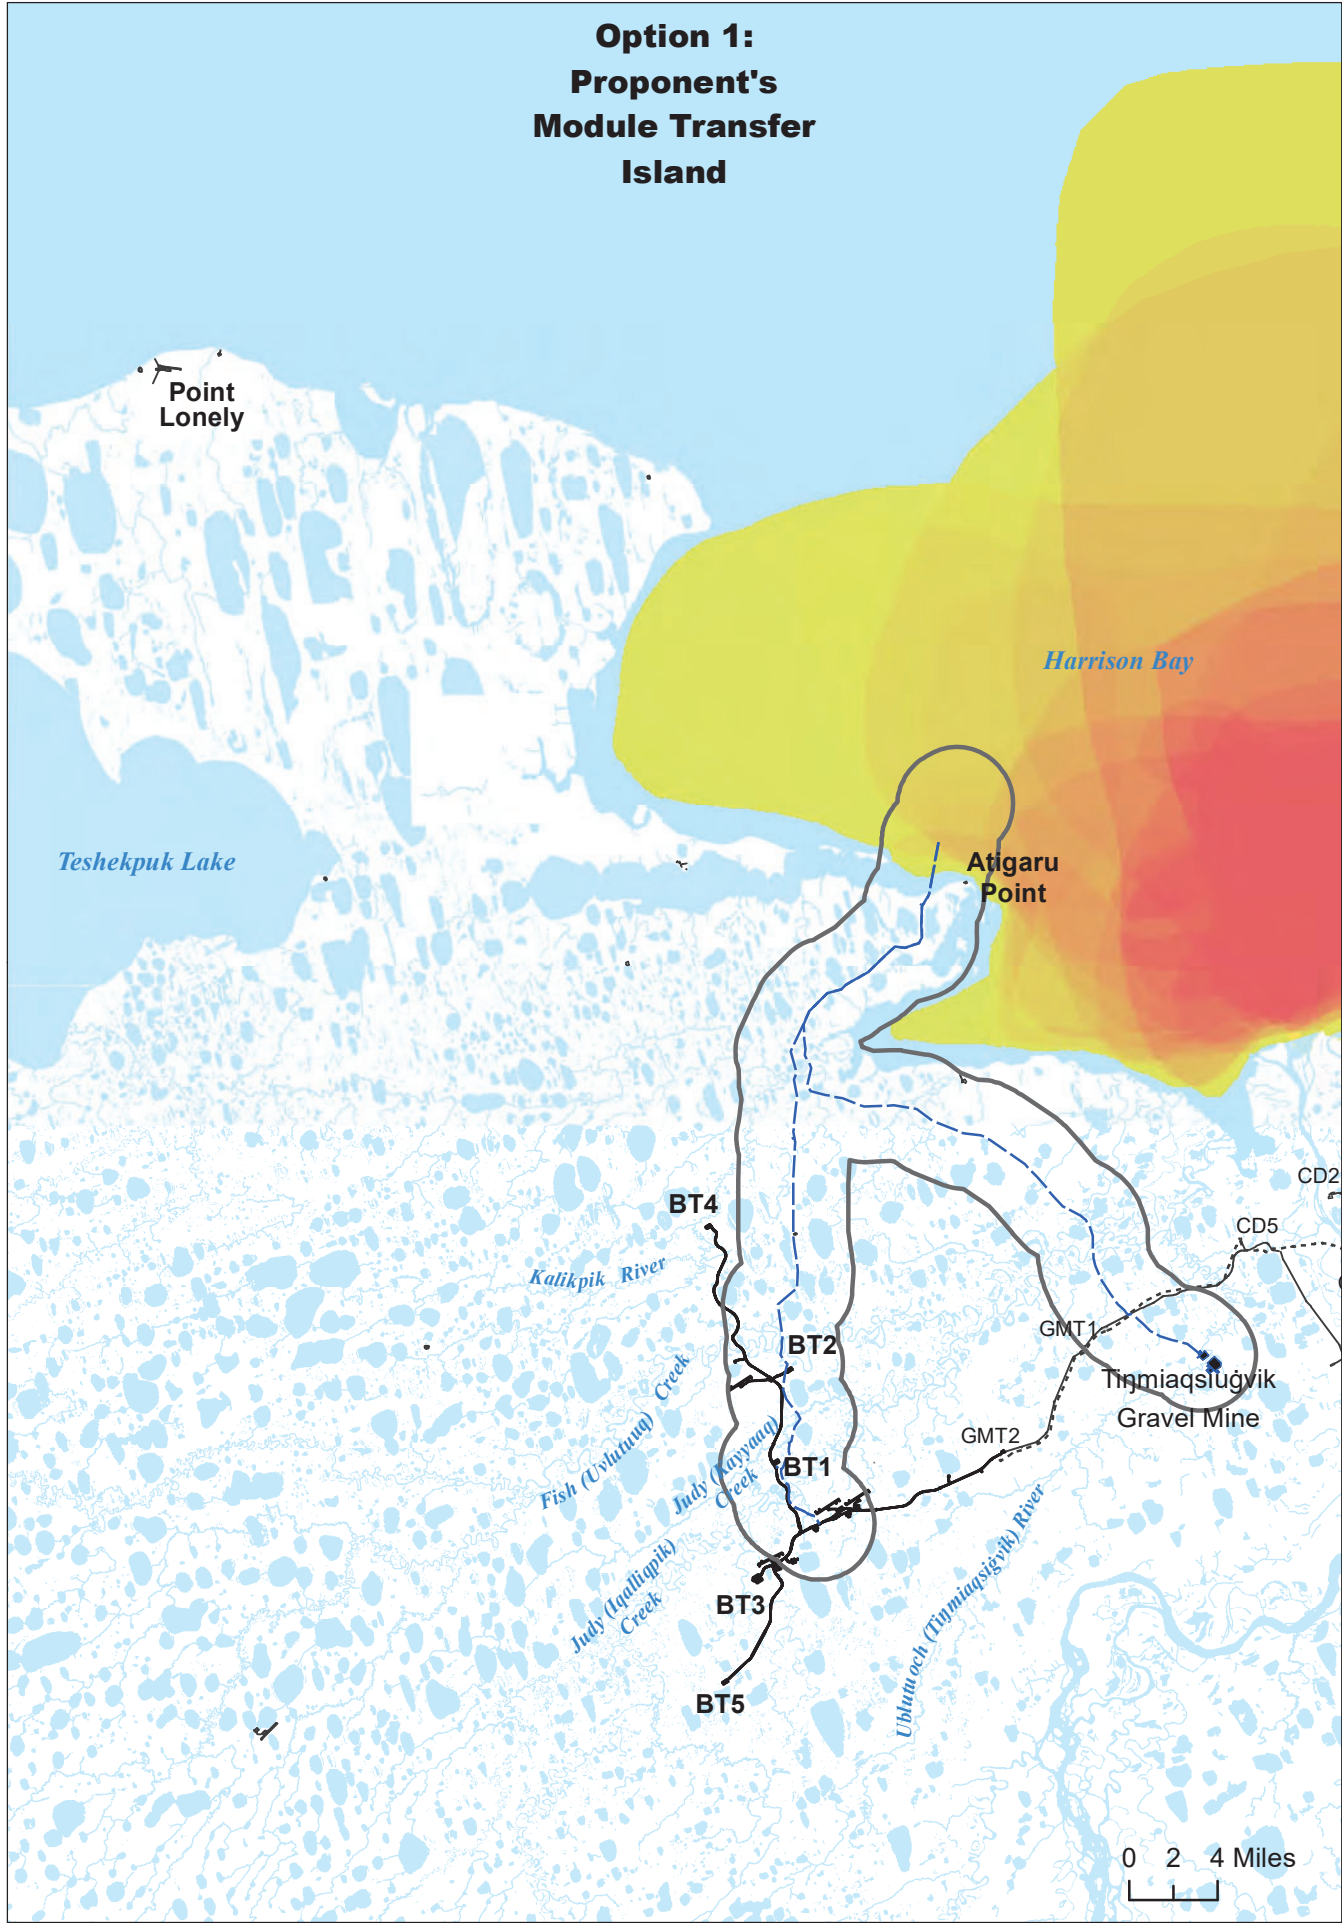 Option 1:
Proponent's
Module Transfer
Island
Point
Lonely
Harrison Bay
Teshekpuk Lake
Atigaru
Point
CD2
BT4
CD5
Kalikpik River
GMT1
BT2
Tiŋmiaqsiuġvik
Gravel Mine
Fish (Uvlutuuq) Creek
GMT2
Judy (Kayyaaq)
Creek
BT1
Judy (Iqalliqpik)
Creek
Ublutuoch (Tiŋmiaqsiġvik) River
BT3
BT5
0 2 4 Miles